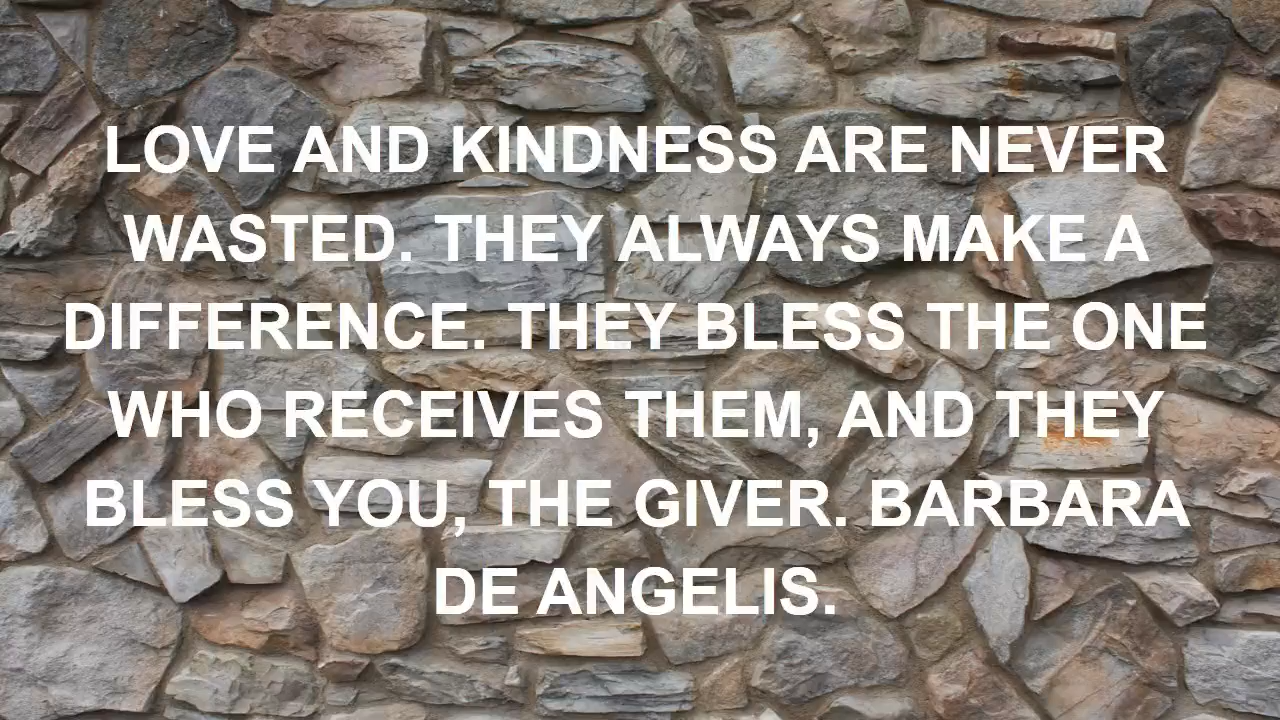 LOVE AND KINDNESS ARE NEVER
WASTED. THEY ALWAYS MAKE A
DIFFERENCE. THEY BLESS THE ONE
WHO RECEIVES THEM, AND THEY
BLESS YOU, THE GIVER. BARBARA
DE ANGELIS.